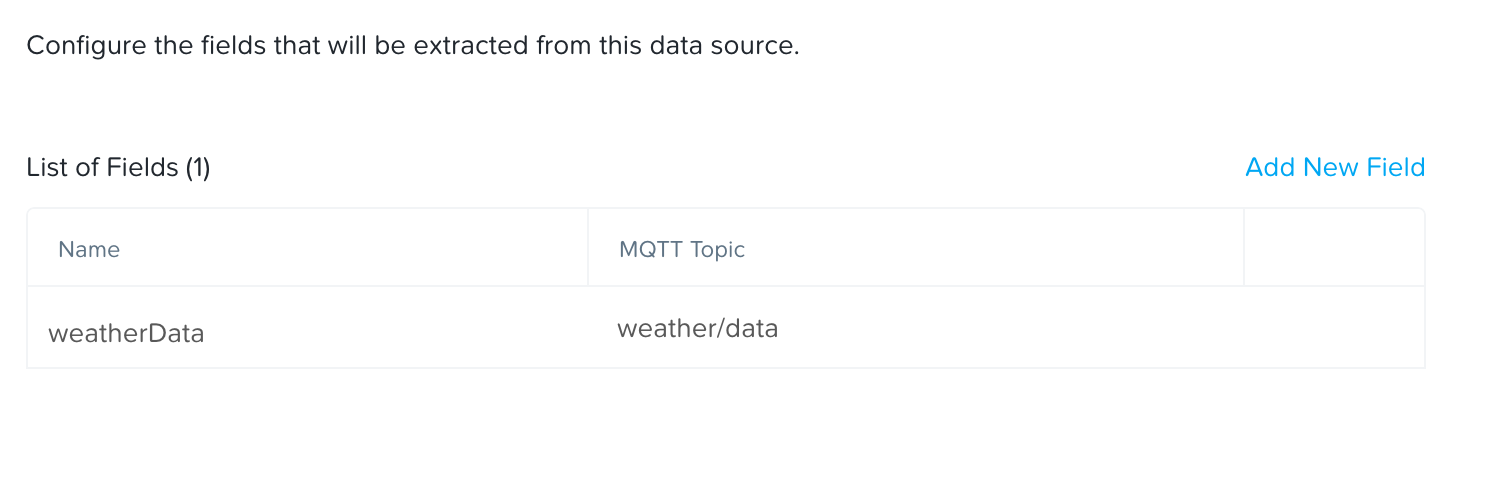 Configure the fields that will be extracted from this data source.
List of Fields (1)
Add New Field
Name
MQTT Topic
weatherData
weather/data